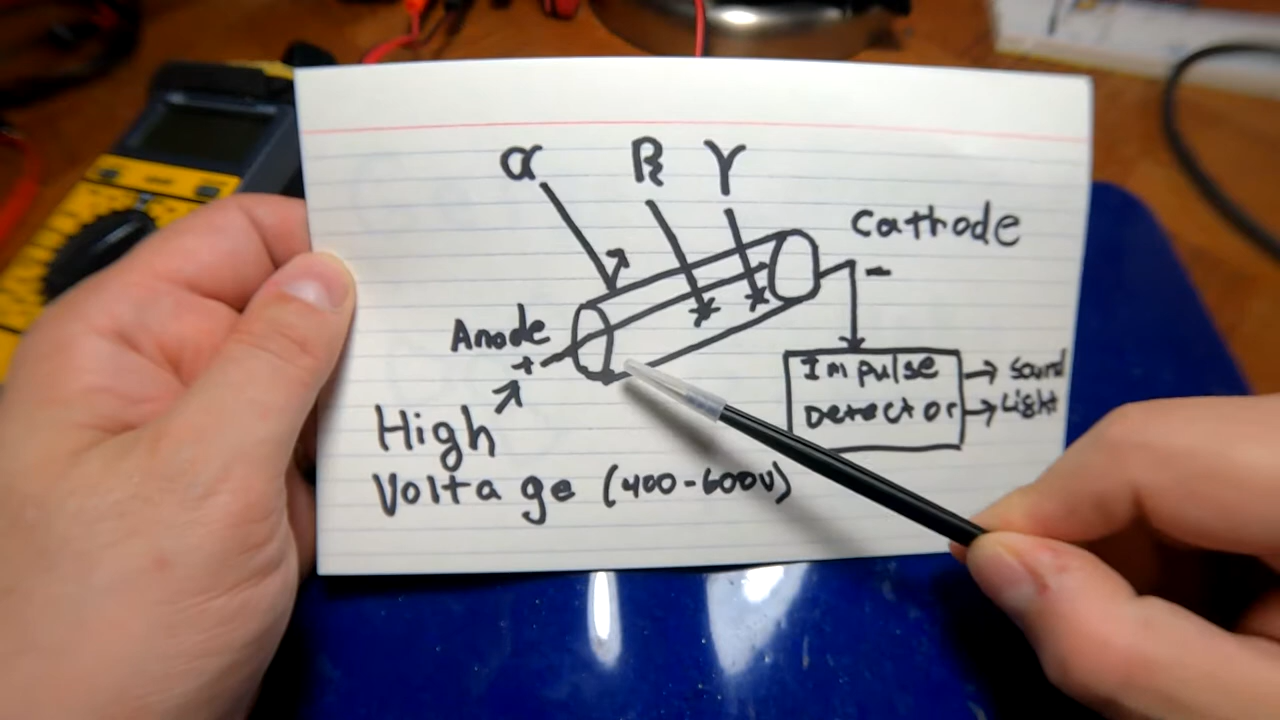 α β γ
Cathode
-
Anode
+
Impulse
Detector
→ Sound
→ Light
High
Voltage (400-600V)